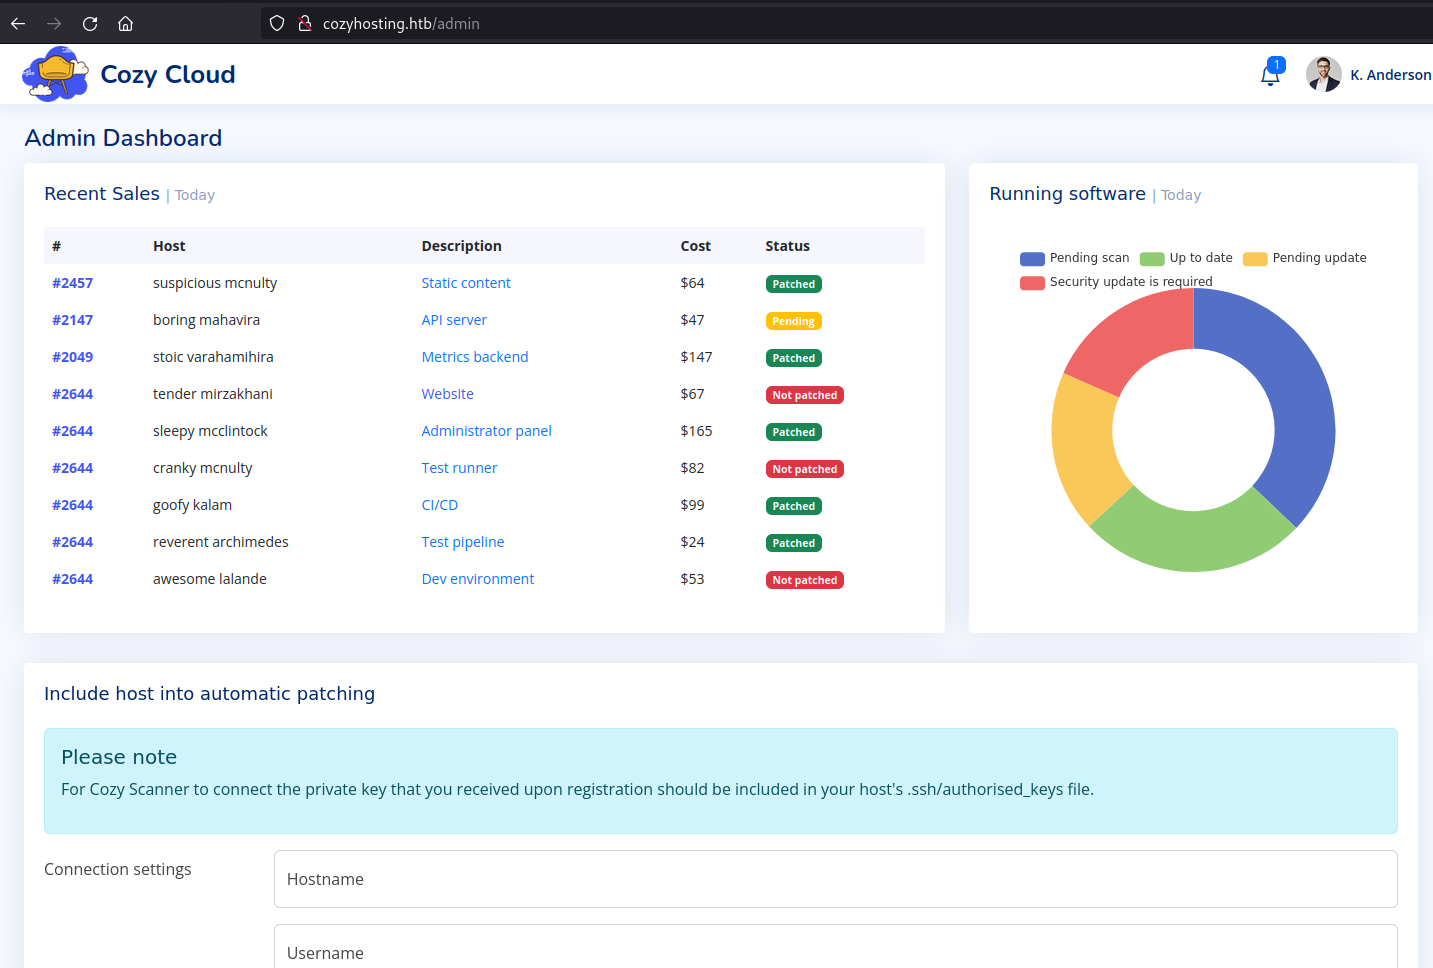 cozyhosting.htb/admin
Cozy Cloud
1
K. Anderson
Admin Dashboard
Recent Sales | Today
# Host Description Cost Status
#2457 suspicious mcnulty Static content $64 Patched
#2147 boring mahavira API server $47 Pending
#2049 stoic varahamihira Metrics backend $147 Patched
#2644 tender mirzakhani Website $67 Not patched
#2644 sleepy mcclintock Administrator panel $165 Patched
#2644 cranky mcnulty Test runner $82 Not patched
#2644 goofy kalam CI/CD $99 Patched
#2644 reverent archimedes Test pipeline $24 Patched
#2644 awesome lalande Dev environment $53 Not patched
Running software | Today
Pending scan Up to date Pending update
Security update is required
Include host into automatic patching
Please note
For Cozy Scanner to connect the private key that you received upon registration should be included in your host's .ssh/authorised_keys file.
Connection settings
Hostname
Username